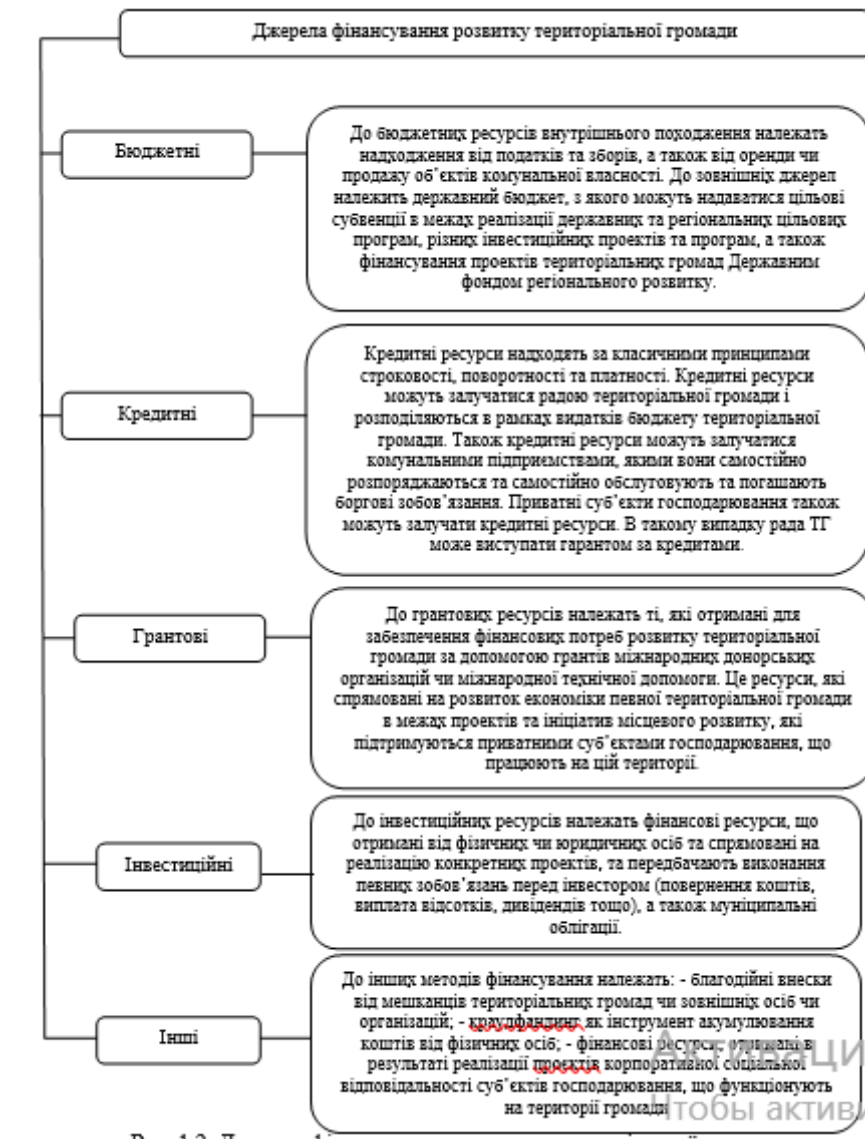 Джерела фінансування розвитку територіальної громади
Бюджетні
До бюджетних ресурсів внутрішнього походження належать
надходження від податків та зборів, а також від оренди чи
продажу об’єктів комунальної власності. До зовнішніх джерел
належить державний бюджет, з якого можуть надаватися цільові
субвенції в межах реалізації державних та регіональних цільових
програм, різних інвестиційних проектів та програм, а також
фінансування проектів територіальних громад Державним
фондом регіонального розвитку.
Кредитні
Кредитні ресурси надходять за класичними принципами
строковості, поворотності та платності. Кредитні ресурси
можуть залучатися радою територіальної громади і
розподіляються в рамках видатків бюджету територіальної
громади. Також кредитні ресурси можуть залучатися
комунальними підприємствами, якими вони самостійно
розпоряджаються та самостійно обслуговують та погашають
боргові зобов’язання. Приватні суб’єкти господарювання також
можуть залучати кредитні ресурси. В такому випадку рада ТГ
може виступати гарантом за кредитами.
Грантові
До грантових ресурсів належать ті, які отримані для
забезпечення фінансових потреб розвитку територіальної
громади за допомогою грантів міжнародних донорських
організацій чи міжнародної технічної допомоги. Це ресурси, які
спрямовані на розвиток економіки певної територіальної громади
в межах проектів та ініціатив місцевого розвитку, які
підтримуються приватними суб’єктами господарювання, що
працюють на цій території.
Інвестиційні
До інвестиційних ресурсів належать фінансові ресурси, що
отримані від фізичних чи юридичних осіб та спрямовані на
реалізацію конкретних проектів, та передбачають виконання
певних зобов’язань перед інвестором (повернення коштів,
виплата відсотків, дивідендів тощо), а також муніципальні
облігації.
Інші
До інших методів фінансування належать: - благодійні внески
від мешканців територіальних громад чи зовнішніх осіб чи
організацій; - краудфандинг як інструмент акумулювання
коштів від фізичних осіб; - фінансові ресурси, отримані в
результаті реалізації проєктів корпоративної соціальної
відповідальності суб’єктів господарювання, що функціонують
на території громади
Активаци
Чтобы актив